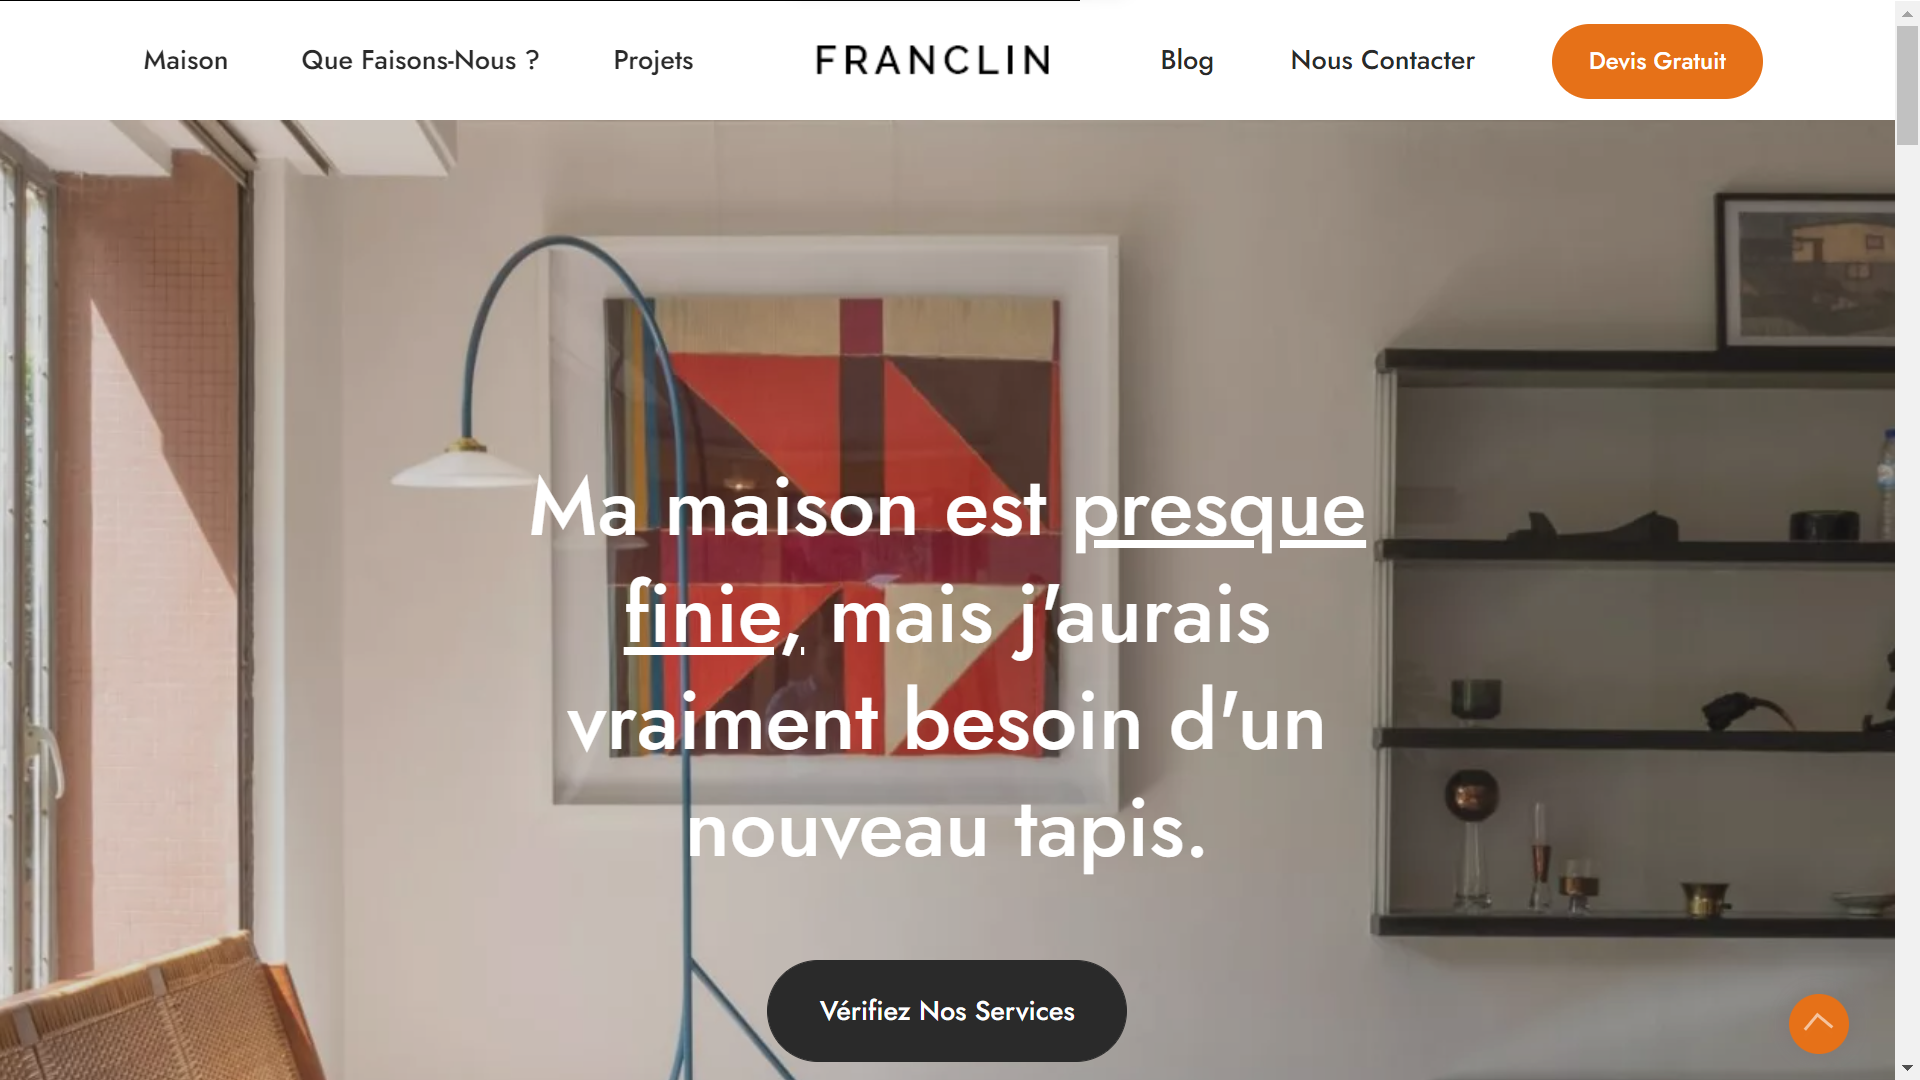 Maison
Que Faisons-Nous ?
Projets
FRANCLIN
Blog
Nous Contacter
Devis Gratuit
Ma maison est presque
finie, mais j'aurais
vraiment besoin d'un
nouveau tapis.
Vérifiez Nos Services